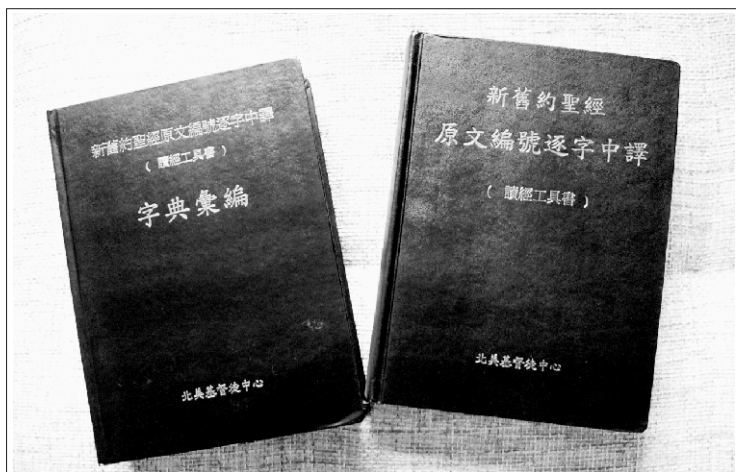 新舊約聖經原文編號逐字中譯
( 讀經工具書 )
字典彙編
北美基督徒中心
新舊約聖經
原文編號逐字中譯
( 讀經工具書 )
北美基督徒中心